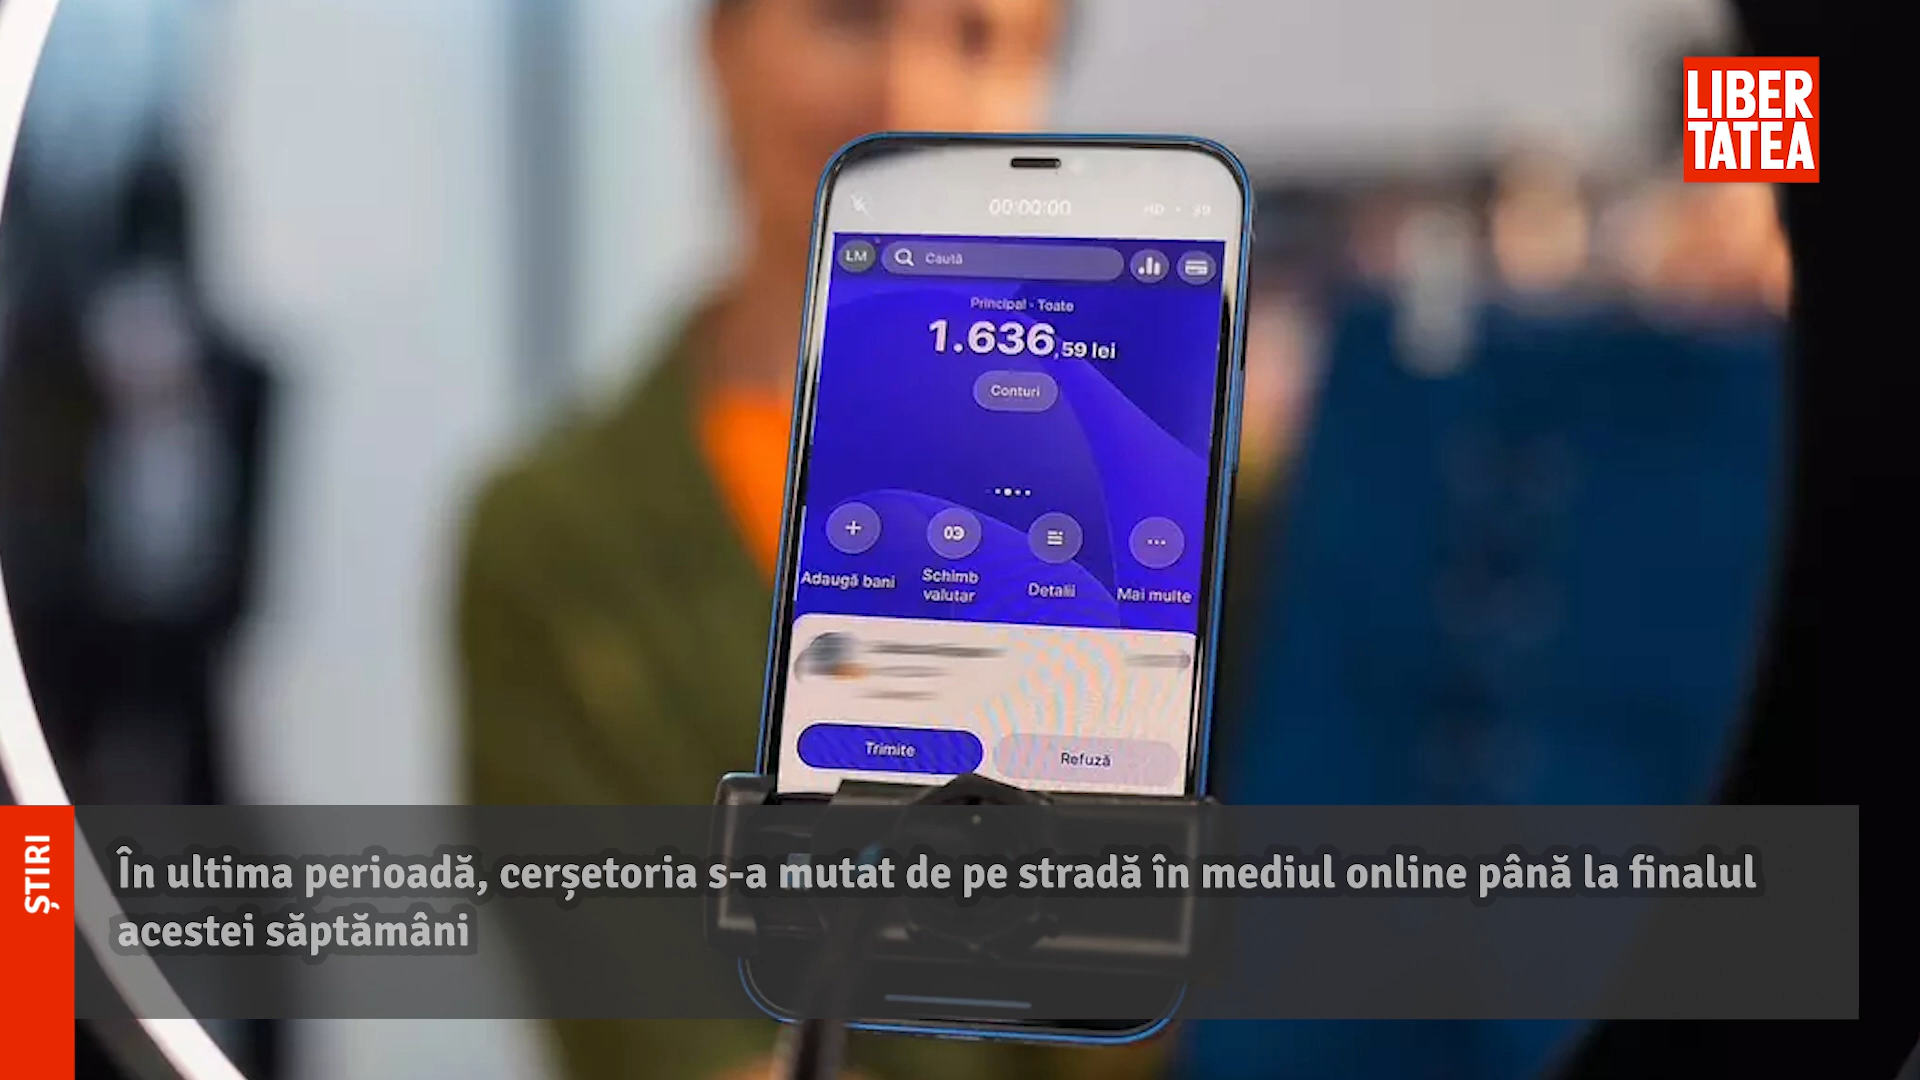 LIBER
TATEA
00:00:00
HD · 30
LM
Caută
Principal · Toate
1.636,59 lei
Conturi
Adaugă bani
Schimb
valutar
Detalii
Mai multe
Trimite
Refuză
ȘTIRI
În ultima perioadă, cerșetoria s-a mutat de pe stradă în mediul online până la finalul
acestei săptămâni